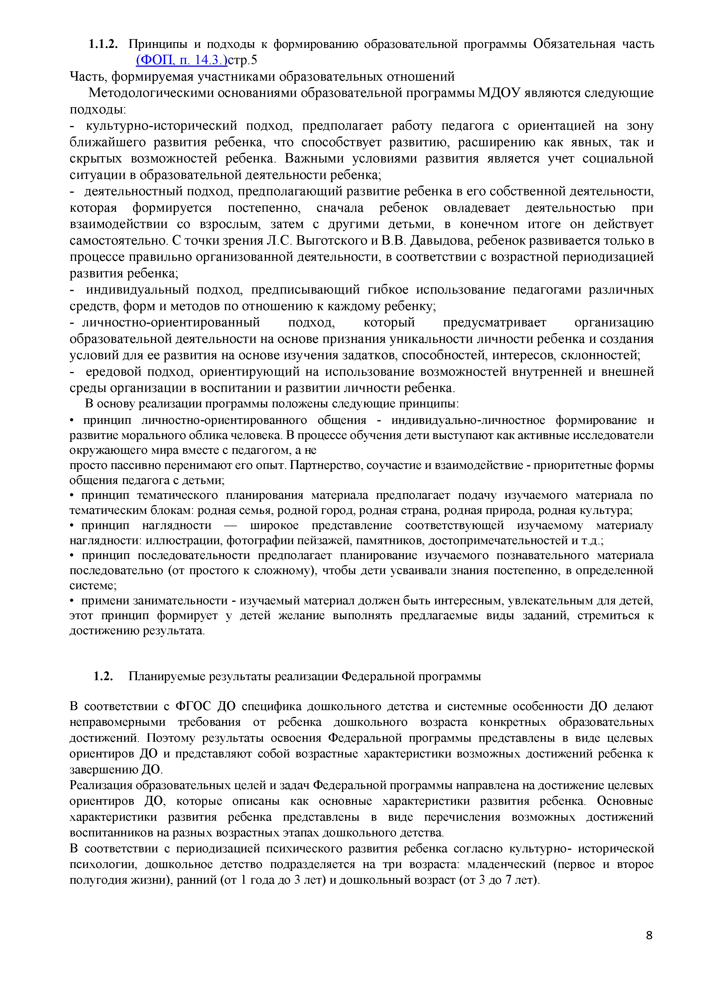 1.1.2. Принципы и подходы к формированию образовательной программы Обязательная часть
(ФОП, п. 14.3.)стр.5
Часть, формируемая участниками образовательных отношений
Методологическими основаниями образовательной программы МДОУ являются следующие
подходы:
- культурно-исторический подход, предполагает работу педагога с ориентацией на зону
ближайшего развития ребенка, что способствует развитию, расширению как явных, так и
скрытых возможностей ребенка. Важными условиями развития является учет социальной
ситуации в образовательной деятельности ребенка;
- деятельностный подход, предполагающий развитие ребенка в его собственной деятельности,
которая формируется постепенно, сначала ребенок овладевает деятельностью при
взаимодействии со взрослым, затем с другими детьми, в конечном итоге он действует
самостоятельно. С точки зрения Л.С. Выготского и В.В. Давыдова, ребенок развивается только в
процессе правильно организованной деятельности, в соответствии с возрастной периодизацией
развития ребенка;
- индивидуальный подход, предписывающий гибкое использование педагогами различных
средств, форм и методов по отношению к каждому ребенку;
- личностно-ориентированный подход, который предусматривает организацию
образовательной деятельности на основе признания уникальности личности ребенка и создания
условий для ее развития на основе изучения задатков, способностей, интересов, склонностей;
- ередовой подход, ориентирующий на использование возможностей внутренней и внешней
среды организации в воспитании и развитии личности ребенка.
В основу реализации программы положены следующие принципы:
• принцип личностно-ориентированного общения - индивидуально-личностное формирование и
развитие морального облика человека. В процессе обучения дети выступают как активные исследователи
окружающего мира вместе с педагогом, а не
просто пассивно перенимают его опыт. Партнерство, соучастие и взаимодействие - приоритетные формы
общения педагога с детьми;
• принцип тематического планирования материала предполагает подачу изучаемого материала по
тематическим блокам: родная семья, родной город, родная страна, родная природа, родная культура;
• принцип наглядности — широкое представление соответствующей изучаемому материалу
наглядности: иллюстрации, фотографии пейзажей, памятников, достопримечательностей и т.д.;
• принцип последовательности предполагает планирование изучаемого познавательного материала
последовательно (от простого к сложному), чтобы дети усваивали знания постепенно, в определенной
системе;
• примени занимательности - изучаемый материал должен быть интересным, увлекательным для детей,
этот принцип формирует у детей желание выполнять предлагаемые виды заданий, стремиться к
достижению результата.
1.2. Планируемые результаты реализации Федеральной программы
В соответствии с ФГОС ДО специфика дошкольного детства и системные особенности ДО делают
неправомерными требования от ребенка дошкольного возраста конкретных образовательных
достижений. Поэтому результаты освоения Федеральной программы представлены в виде целевых
ориентиров ДО и представляют собой возрастные характеристики возможных достижений ребенка к
завершению ДО.
Реализация образовательных целей и задач Федеральной программы направлена на достижение целевых
ориентиров ДО, которые описаны как основные характеристики развития ребенка. Основные
характеристики развития ребенка представлены в виде перечисления возможных достижений
воспитанников на разных возрастных этапах дошкольного детства.
В соответствии с периодизацией психического развития ребенка согласно культурно- исторической
психологии, дошкольное детство подразделяется на три возраста: младенческий (первое и второе
полугодия жизни), ранний (от 1 года до 3 лет) и дошкольный возраст (от 3 до 7 лет).
8